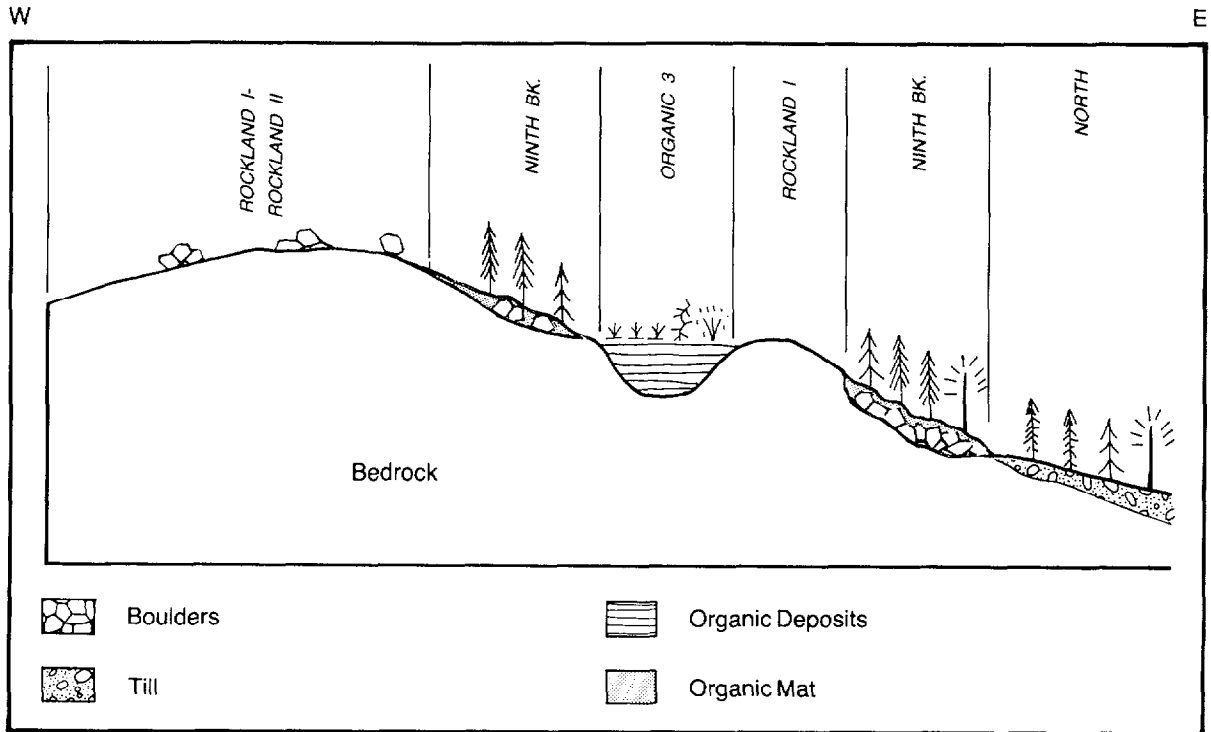 W
E
ROCKLAND I-
ROCKLAND II
NINTH BK.
ORGANIC 3
ROCKLAND I
NINTH BK.
NORTH
Bedrock
Boulders
Organic Deposits
Till
Organic Mat